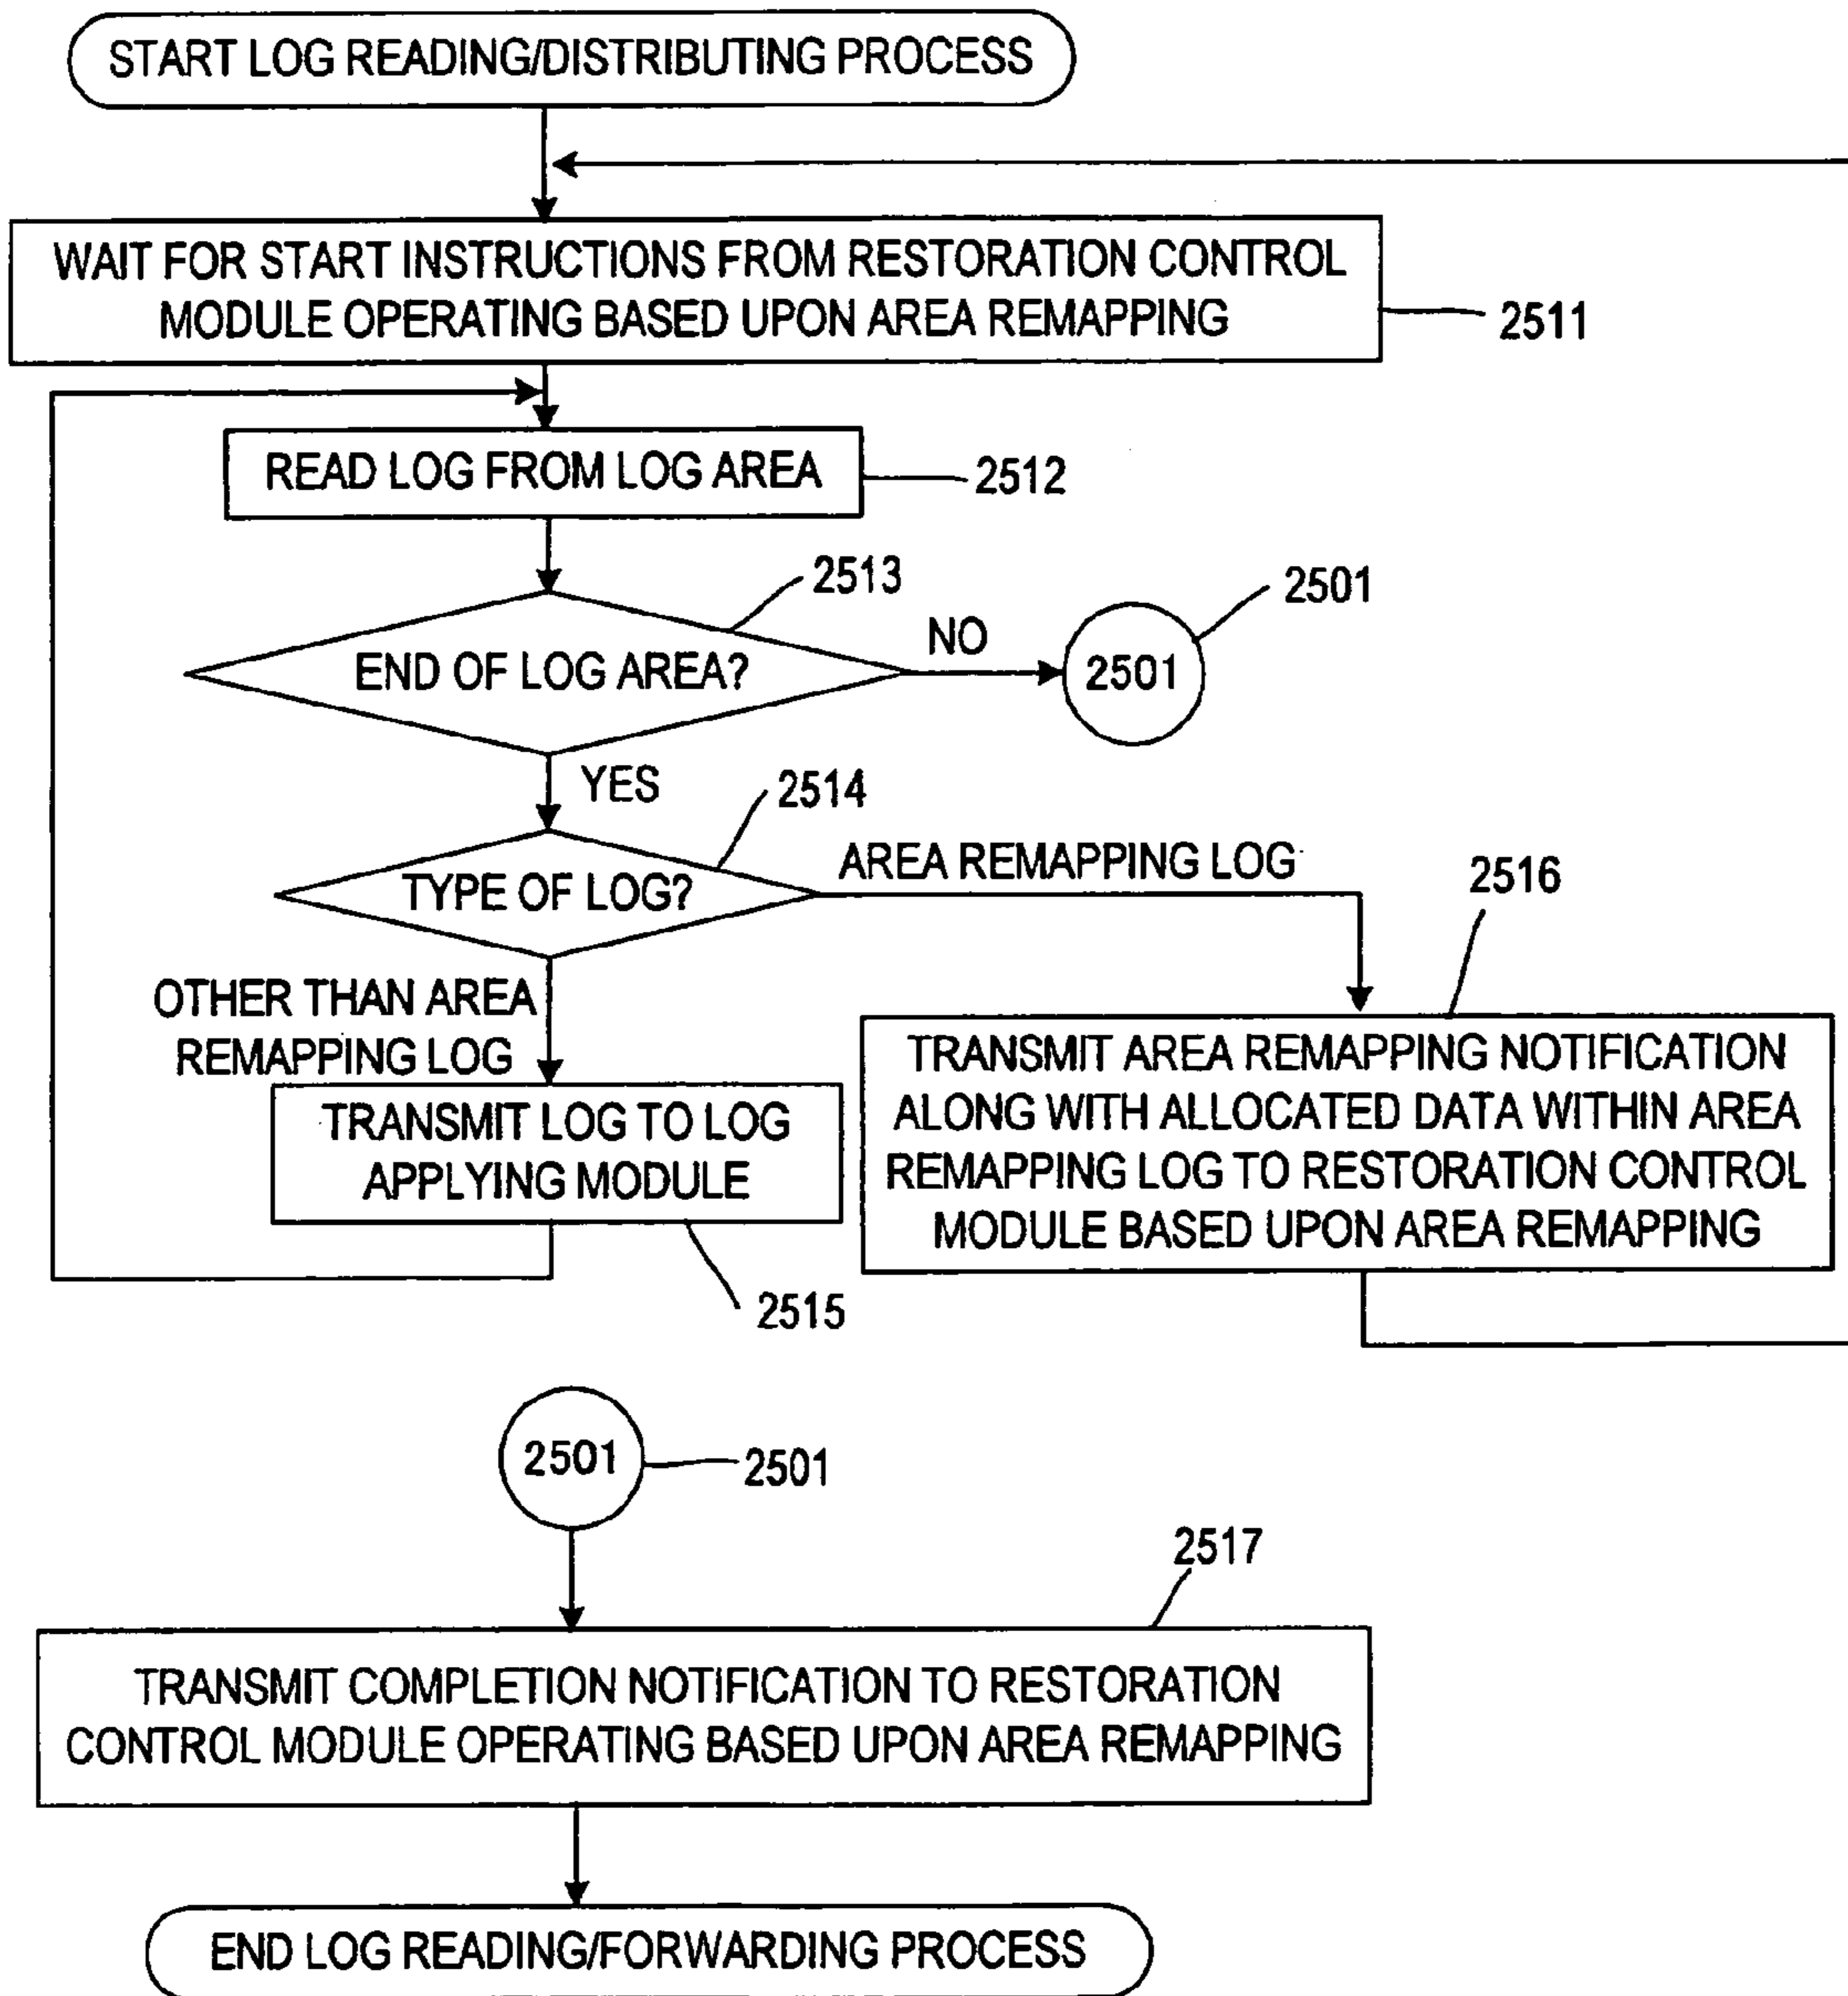 START LOG READING/DISTRIBUTING PROCESS
WAIT FOR START INSTRUCTIONS FROM RESTORATION CONTROL
MODULE OPERATING BASED UPON AREA REMAPPING
2511
READ LOG FROM LOG AREA
2512
2513
END OF LOG AREA?
NO
2501
2501
YES
2514
TYPE OF LOG?
AREA REMAPPING LOG
2516
OTHER THAN AREA
REMAPPING LOG
TRANSMIT LOG TO LOG
APPLYING MODULE
2515
TRANSMIT AREA REMAPPING NOTIFICATION
ALONG WITH ALLOCATED DATA WITHIN AREA
REMAPPING LOG TO RESTORATION CONTROL
MODULE BASED UPON AREA REMAPPING
2501
2501
2517
TRANSMIT COMPLETION NOTIFICATION TO RESTORATION
CONTROL MODULE OPERATING BASED UPON AREA REMAPPING
END LOG READING/FORWARDING PROCESS